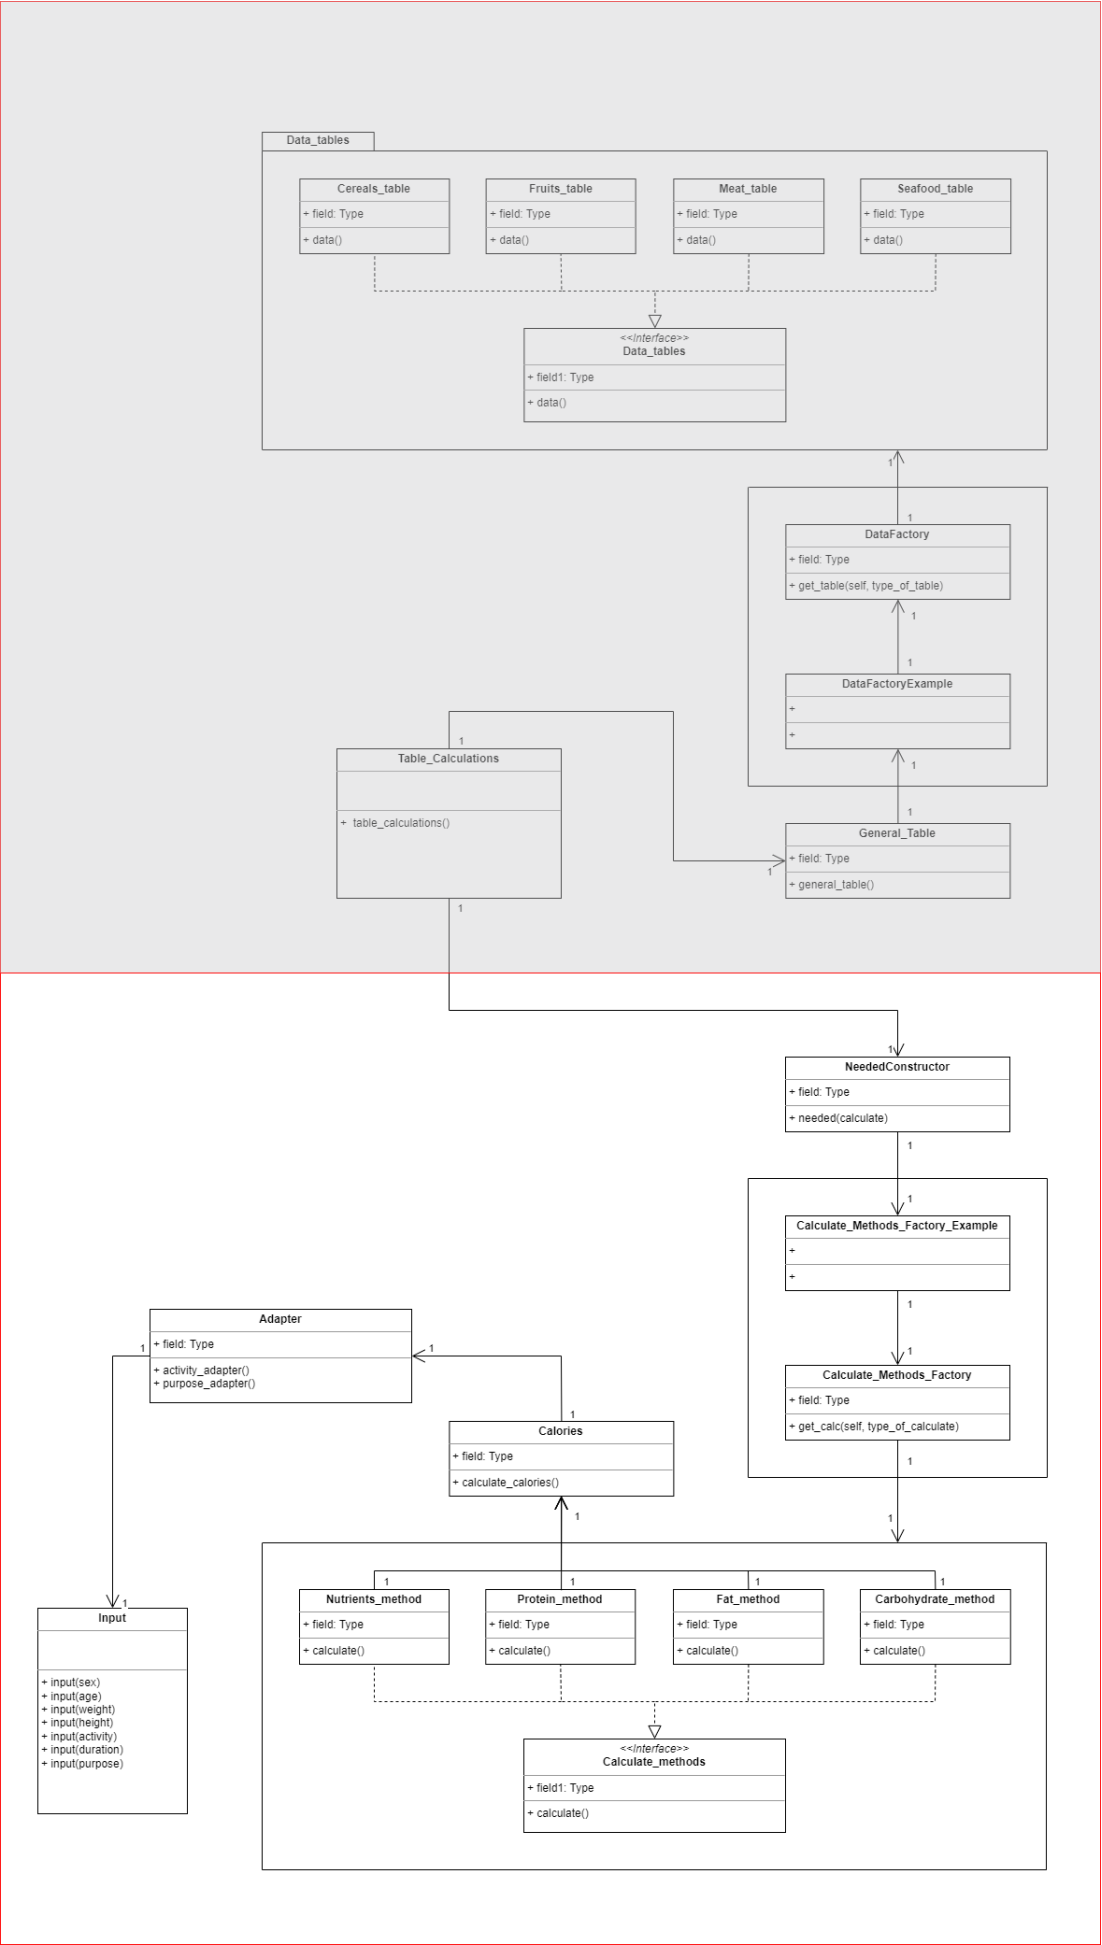 Data_tables
Cereals_table
+ field: Type
+ data()
Fruits_table
+ field: Type
+ data()
Meat_table
+ field: Type
+ data()
Seafood_table
+ field: Type
+ data()
<<Interface>>
Data_tables
+ field1: Type
+ data()
1
1
DataFactory
+ field: Type
+ get_table(self, type_of_table)
1
1
DataFactoryExample
+
+
1
1
General_Table
+ field: Type
+ general_table()
1
1
Table_Calculations
+ table_calculations()
1
1
NeededConstructor
+ field: Type
+ needed(calculate)
1
1
Calculate_Methods_Factory_Example
+
+
1
1
Calculate_Methods_Factory
+ field: Type
+ get_calc(self, type_of_calculate)
1
1
Adapter
+ field: Type
+ activity_adapter()
+ purpose_adapter()
1
1
1
Calories
+ field: Type
+ calculate_calories()
1
1
Input
+ input(sex)
+ input(age)
+ input(weight)
+ input(height)
+ input(activity)
+ input(duration)
+ input(purpose)
1
Nutrients_method
+ field: Type
+ calculate()
1
Protein_method
+ field: Type
+ calculate()
1
Fat_method
+ field: Type
+ calculate()
1
Carbohydrate_method
+ field: Type
+ calculate()
<<Interface>>
Calculate_methods
+ field1: Type
+ calculate()